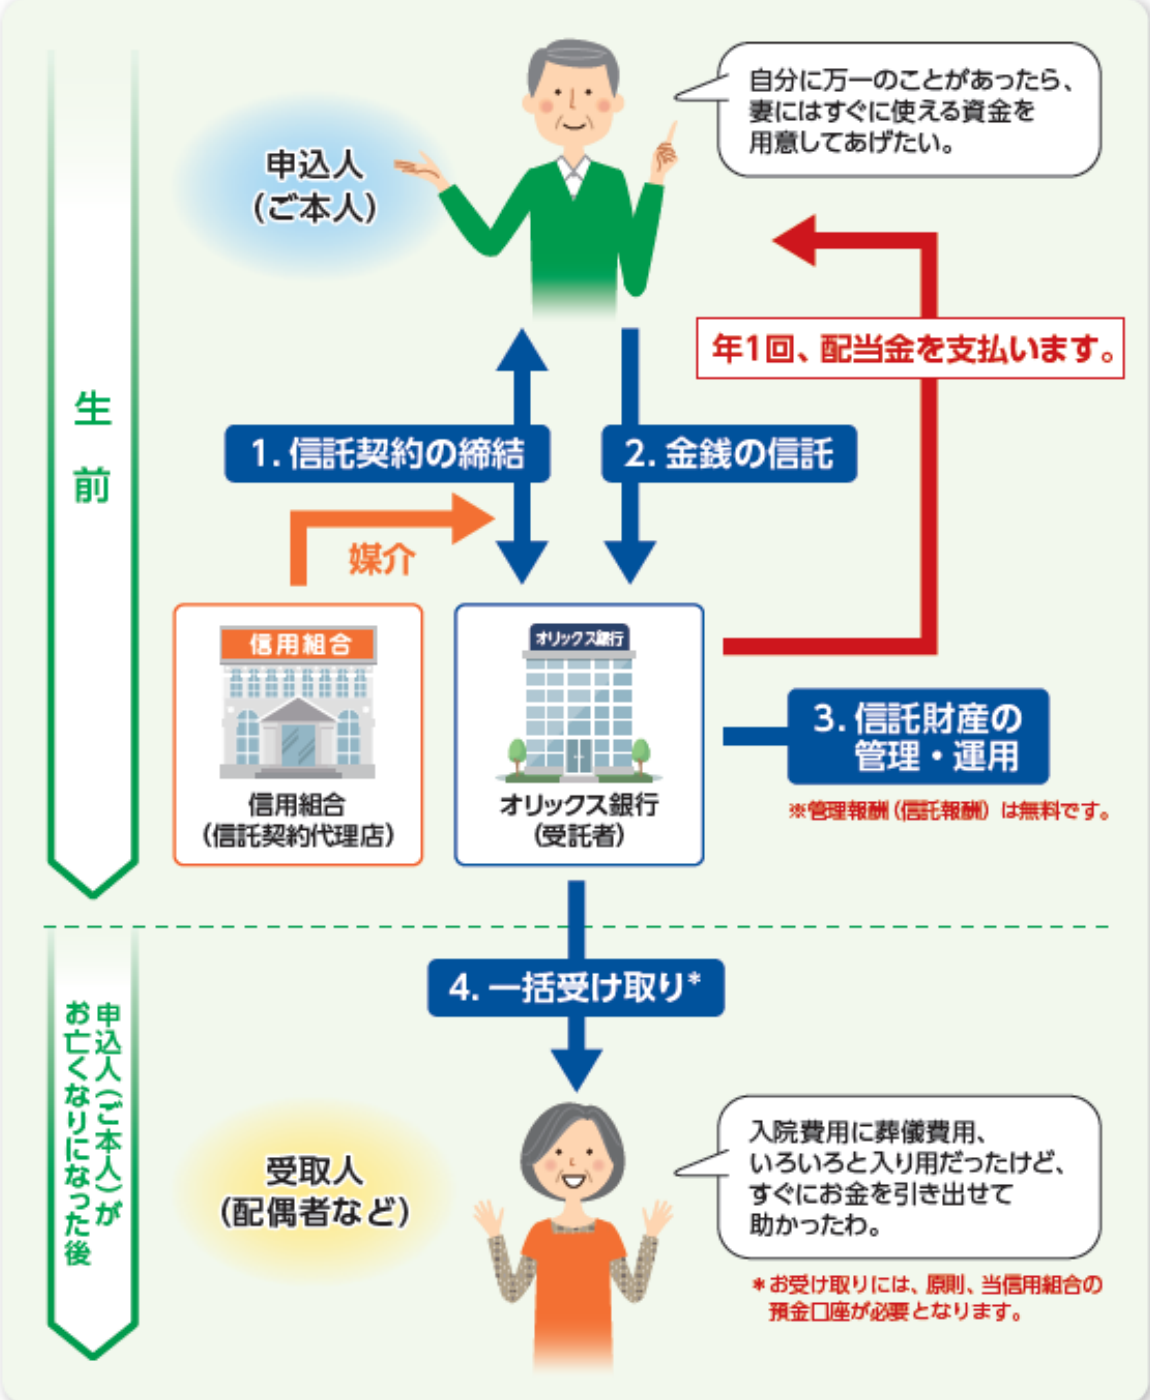 自分に万一のことがあったら、
妻にはすぐに使える資金を
用意してあげたい。
申込人
（ご本人）
年1回、配当金を支払います。
生前
1. 信託契約の締結
2. 金銭の信託
媒介
信用組合
オリックス銀行
信用組合
（信託契約代理店）
オリックス銀行
（受託者）
3. 信託財産の
管理・運用
※管理報酬（信託報酬）は無料です。
4. 一括受け取り*
申込人（ご本人）が
お亡くなりになった後
受取人
（配偶者など）
入院費用に葬儀費用、
いろいろと入り用だったけど、
すぐにお金を引き出せて
助かったわ。
*お受け取りには、原則、当信用組合の
預金口座が必要となります。